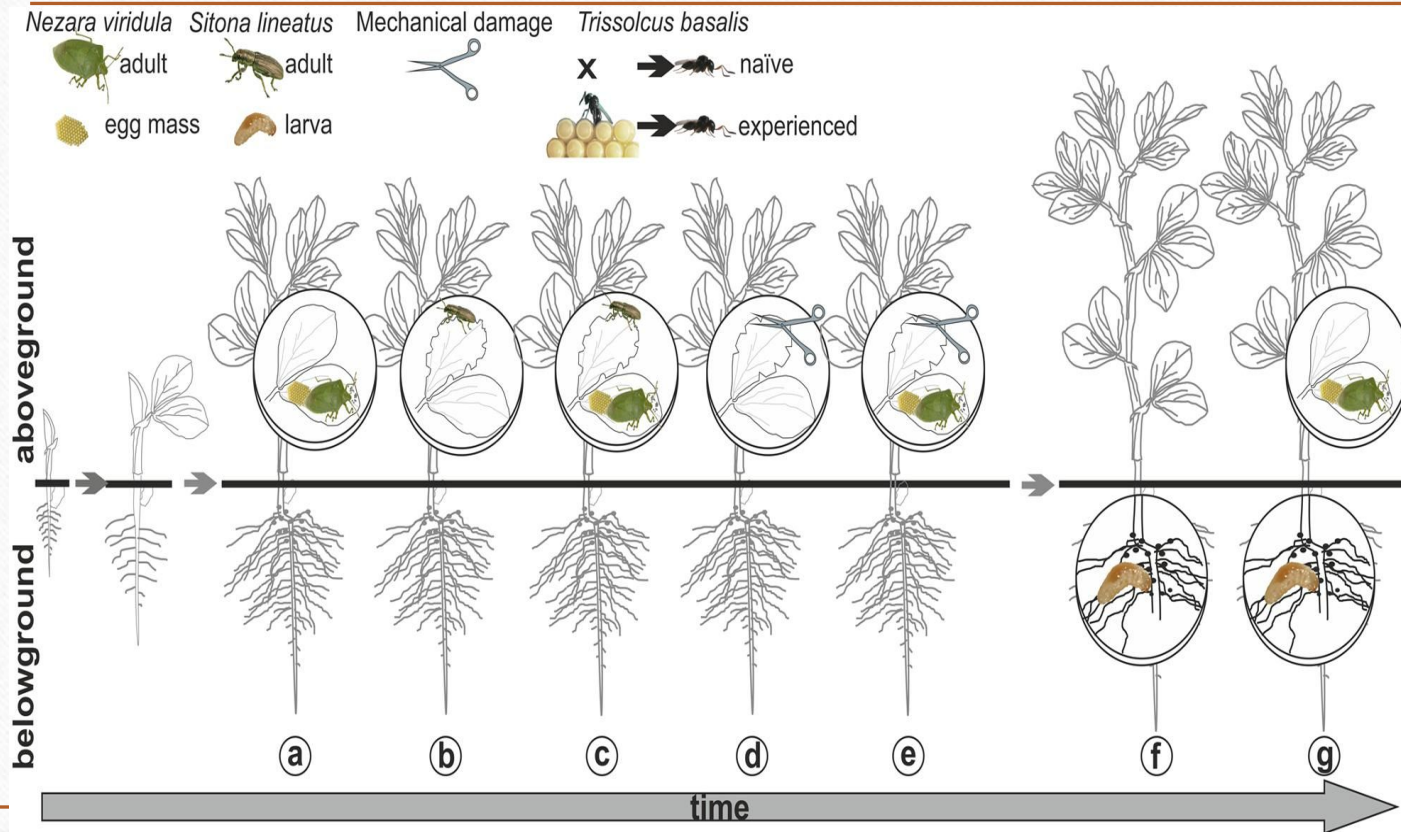 Nezara viridula Sitona lineatus Mechanical damage Trissolcus basalis
adult adult x naïve
egg mass larva experienced
aboveground
belowground
a b c d e f g
time